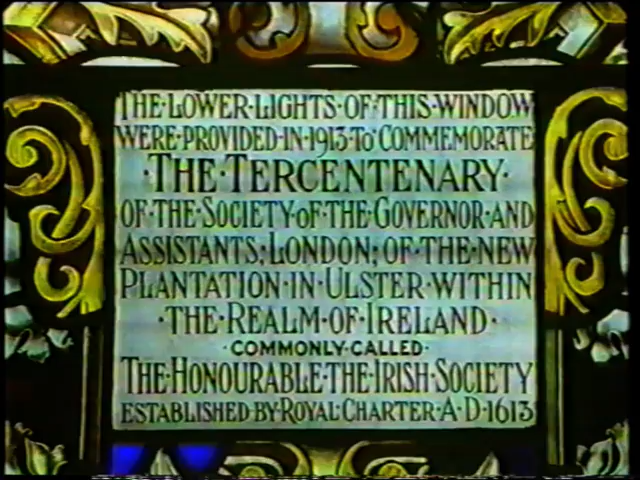 THE·LOWER·LIGHTS·OF·THIS·WINDOW
WERE·PROVIDED·IN·1913·TO·COMMEMORATE
·THE·TERCENTENARY·
OF·THE·SOCIETY·OF·THE·GOVERNOR·AND
ASSISTANTS;LONDON;OF·THE·NEW
PLANTATION·IN·ULSTER·WITHIN
·THE·REALM·OF·IRELAND·
·COMMONLY·CALLED·
THE·HONOURABLE·THE·IRISH·SOCIETY
ESTABLISHED·BY·ROYAL·CHARTER·A·D·1613